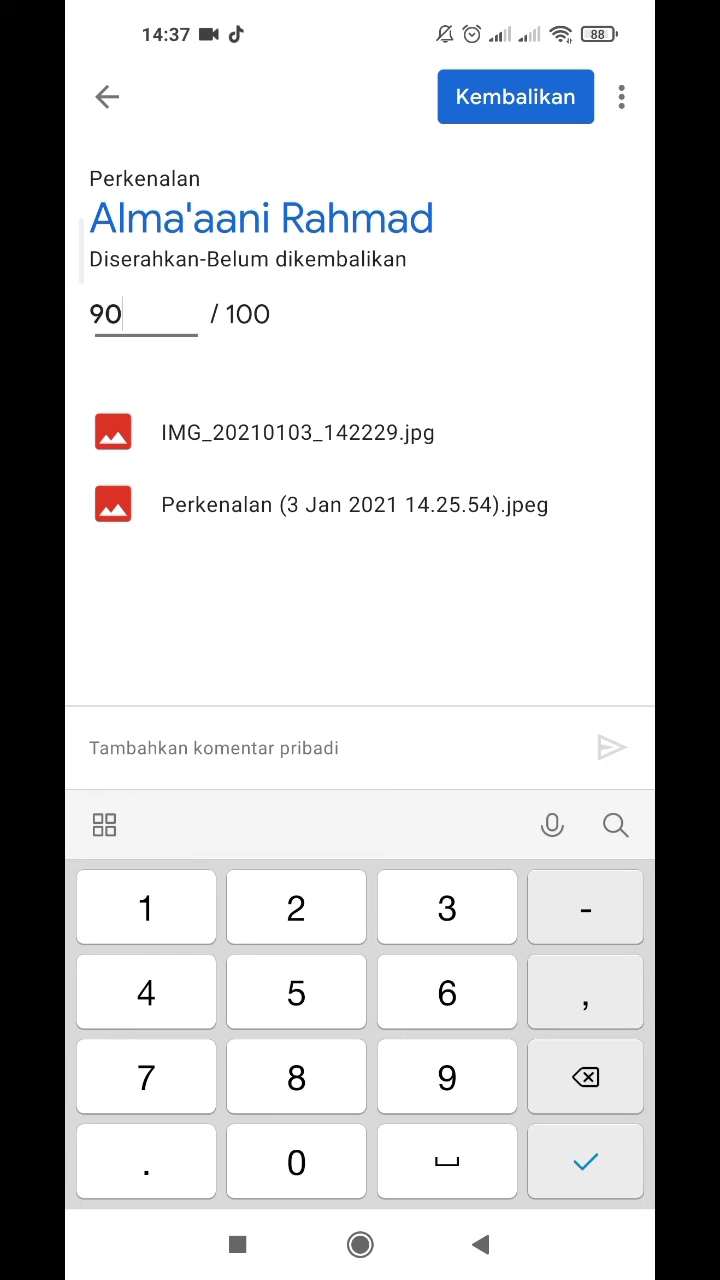 14:37
88
Kembalikan
Perkenalan
Alma'aani Rahmad
Diserahkan-Belum dikembalikan
90 / 100
IMG_20210103_142229.jpg
Perkenalan (3 Jan 2021 14.25.54).jpeg
Tambahkan komentar pribadi
1 2 3 -
4 5 6 ,
7 8 9
. 0